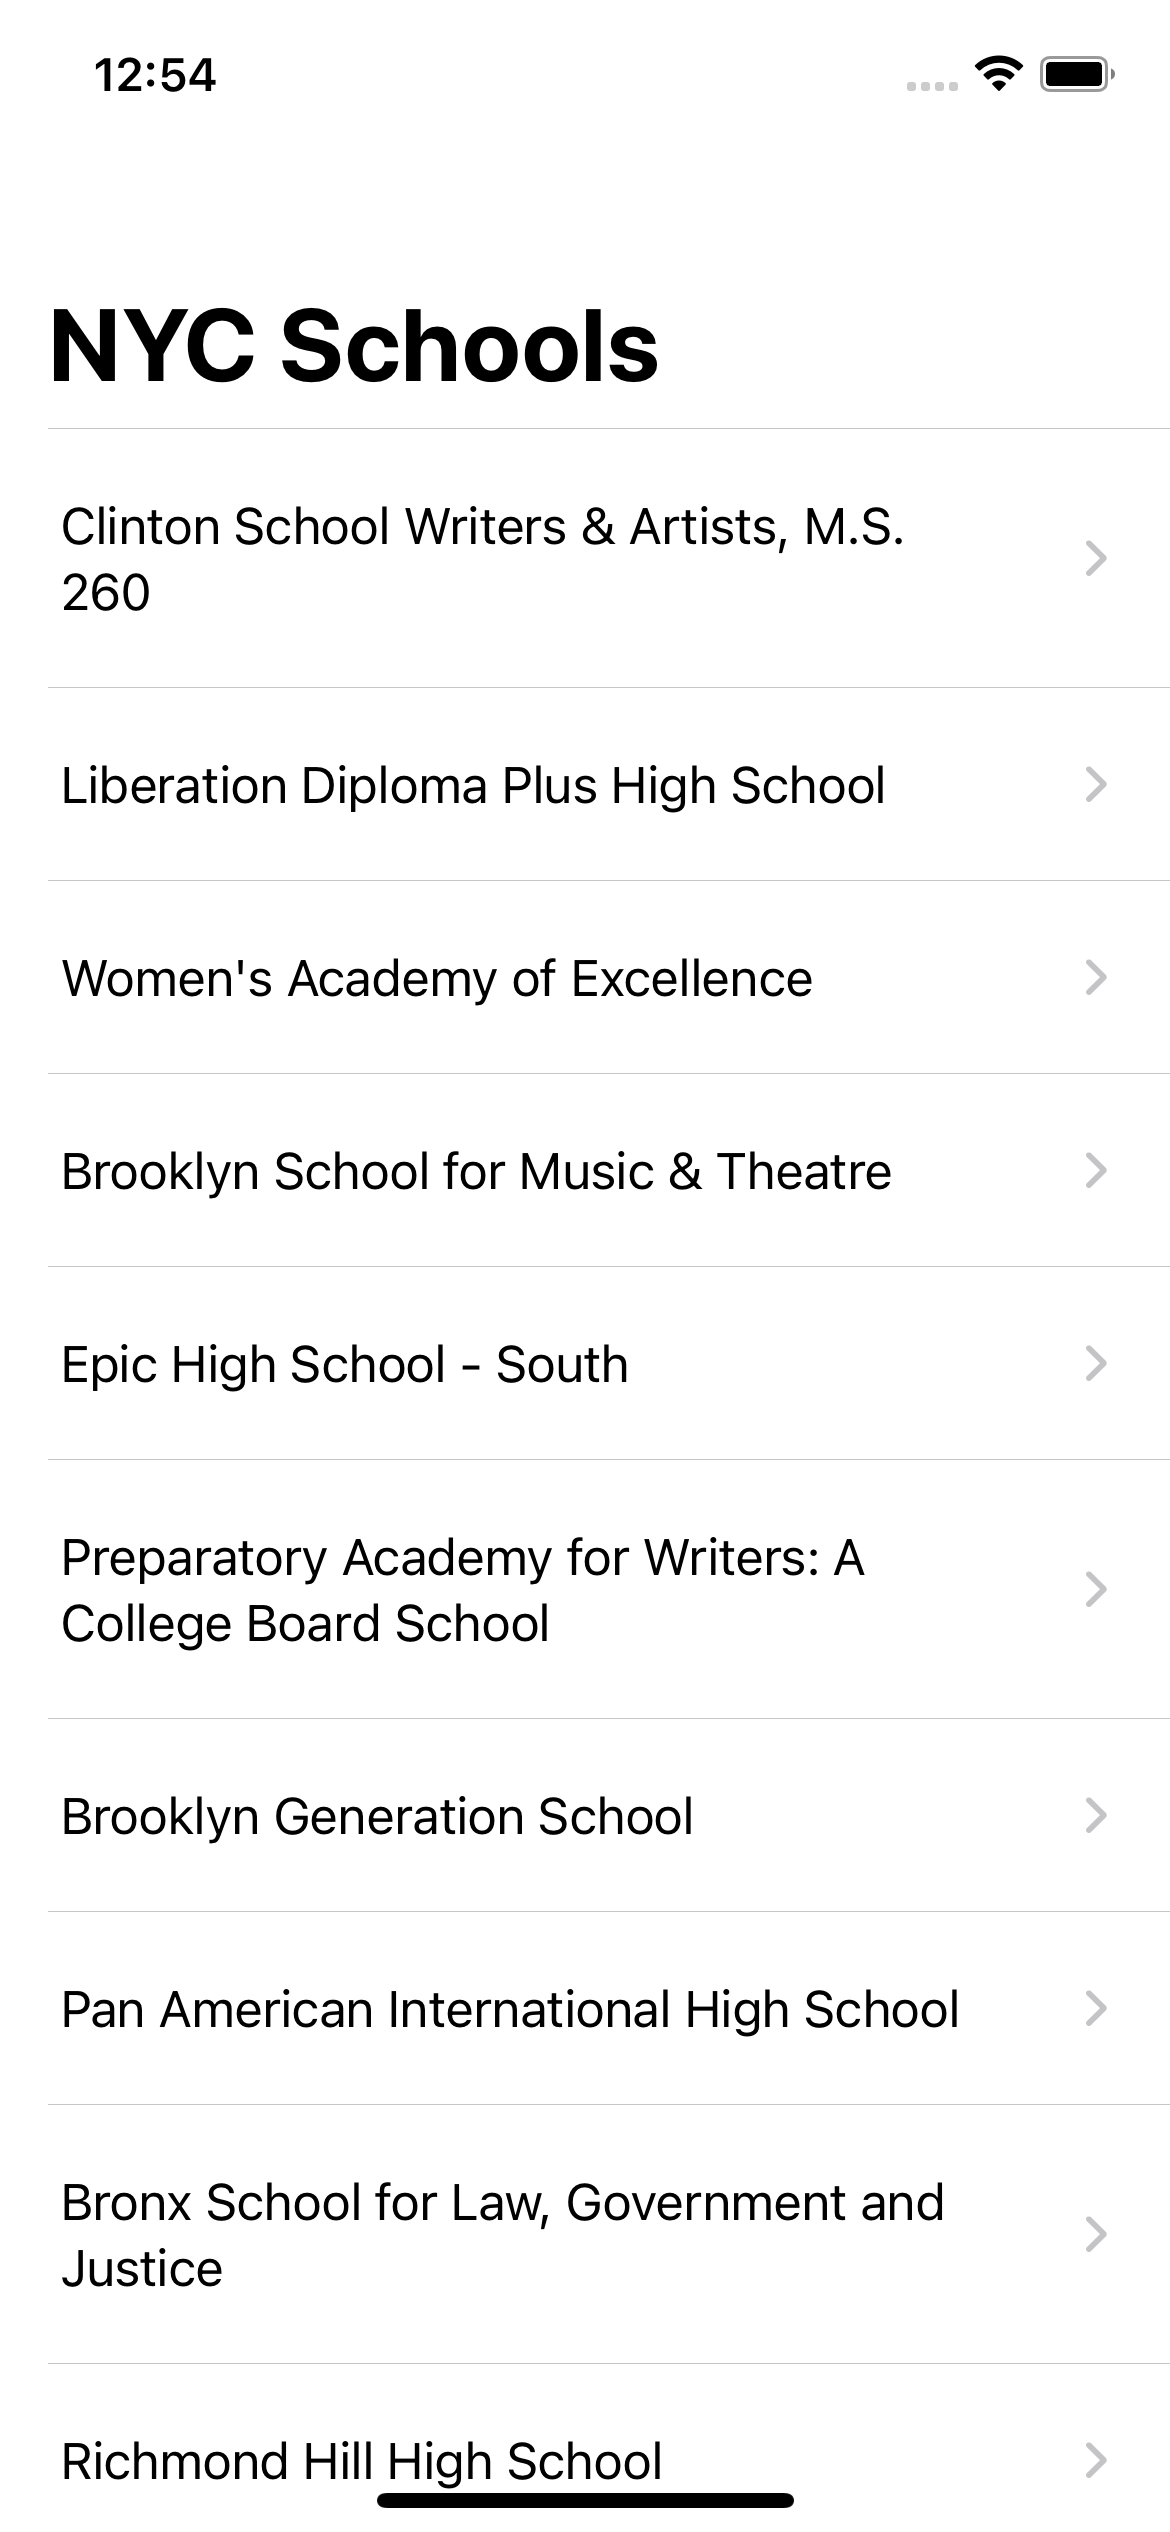 12:54
NYC Schools
Clinton School Writers & Artists, M.S.
260
Liberation Diploma Plus High School
Women's Academy of Excellence
Brooklyn School for Music & Theatre
Epic High School - South
Preparatory Academy for Writers: A
College Board School
Brooklyn Generation School
Pan American International High School
Bronx School for Law, Government and
Justice
Richmond Hill High School